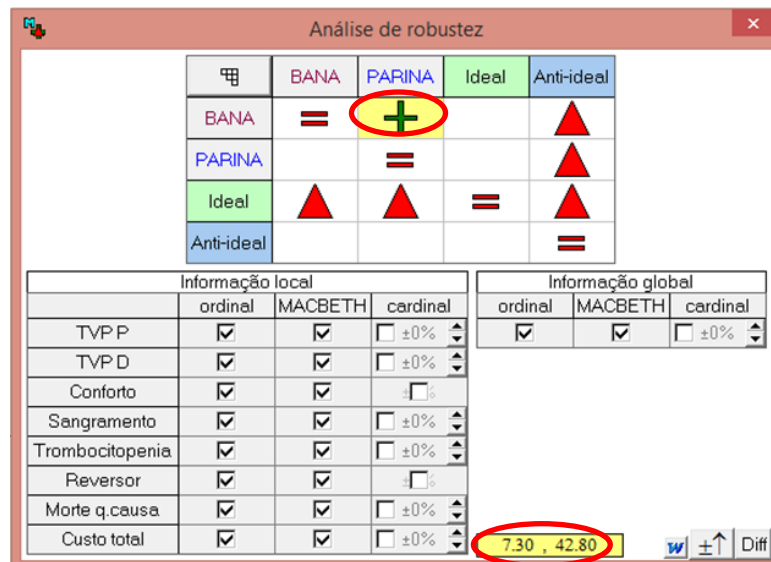 Análise de robustez
BANA PARINA Ideal Anti-ideal
BANA = +
PARINA =
Ideal =
Anti-ideal =
Informação local
ordinal MACBETH cardinal
TVP P ±0%
TVP D ±0%
Conforto
Sangramento ±0%
Trombocitopenia ±0%
Reversor
Morte q.causa ±0%
Custo total ±0%
Informação global
ordinal MACBETH cardinal
±0%
7.30 , 42.80 w ±↑ Diff